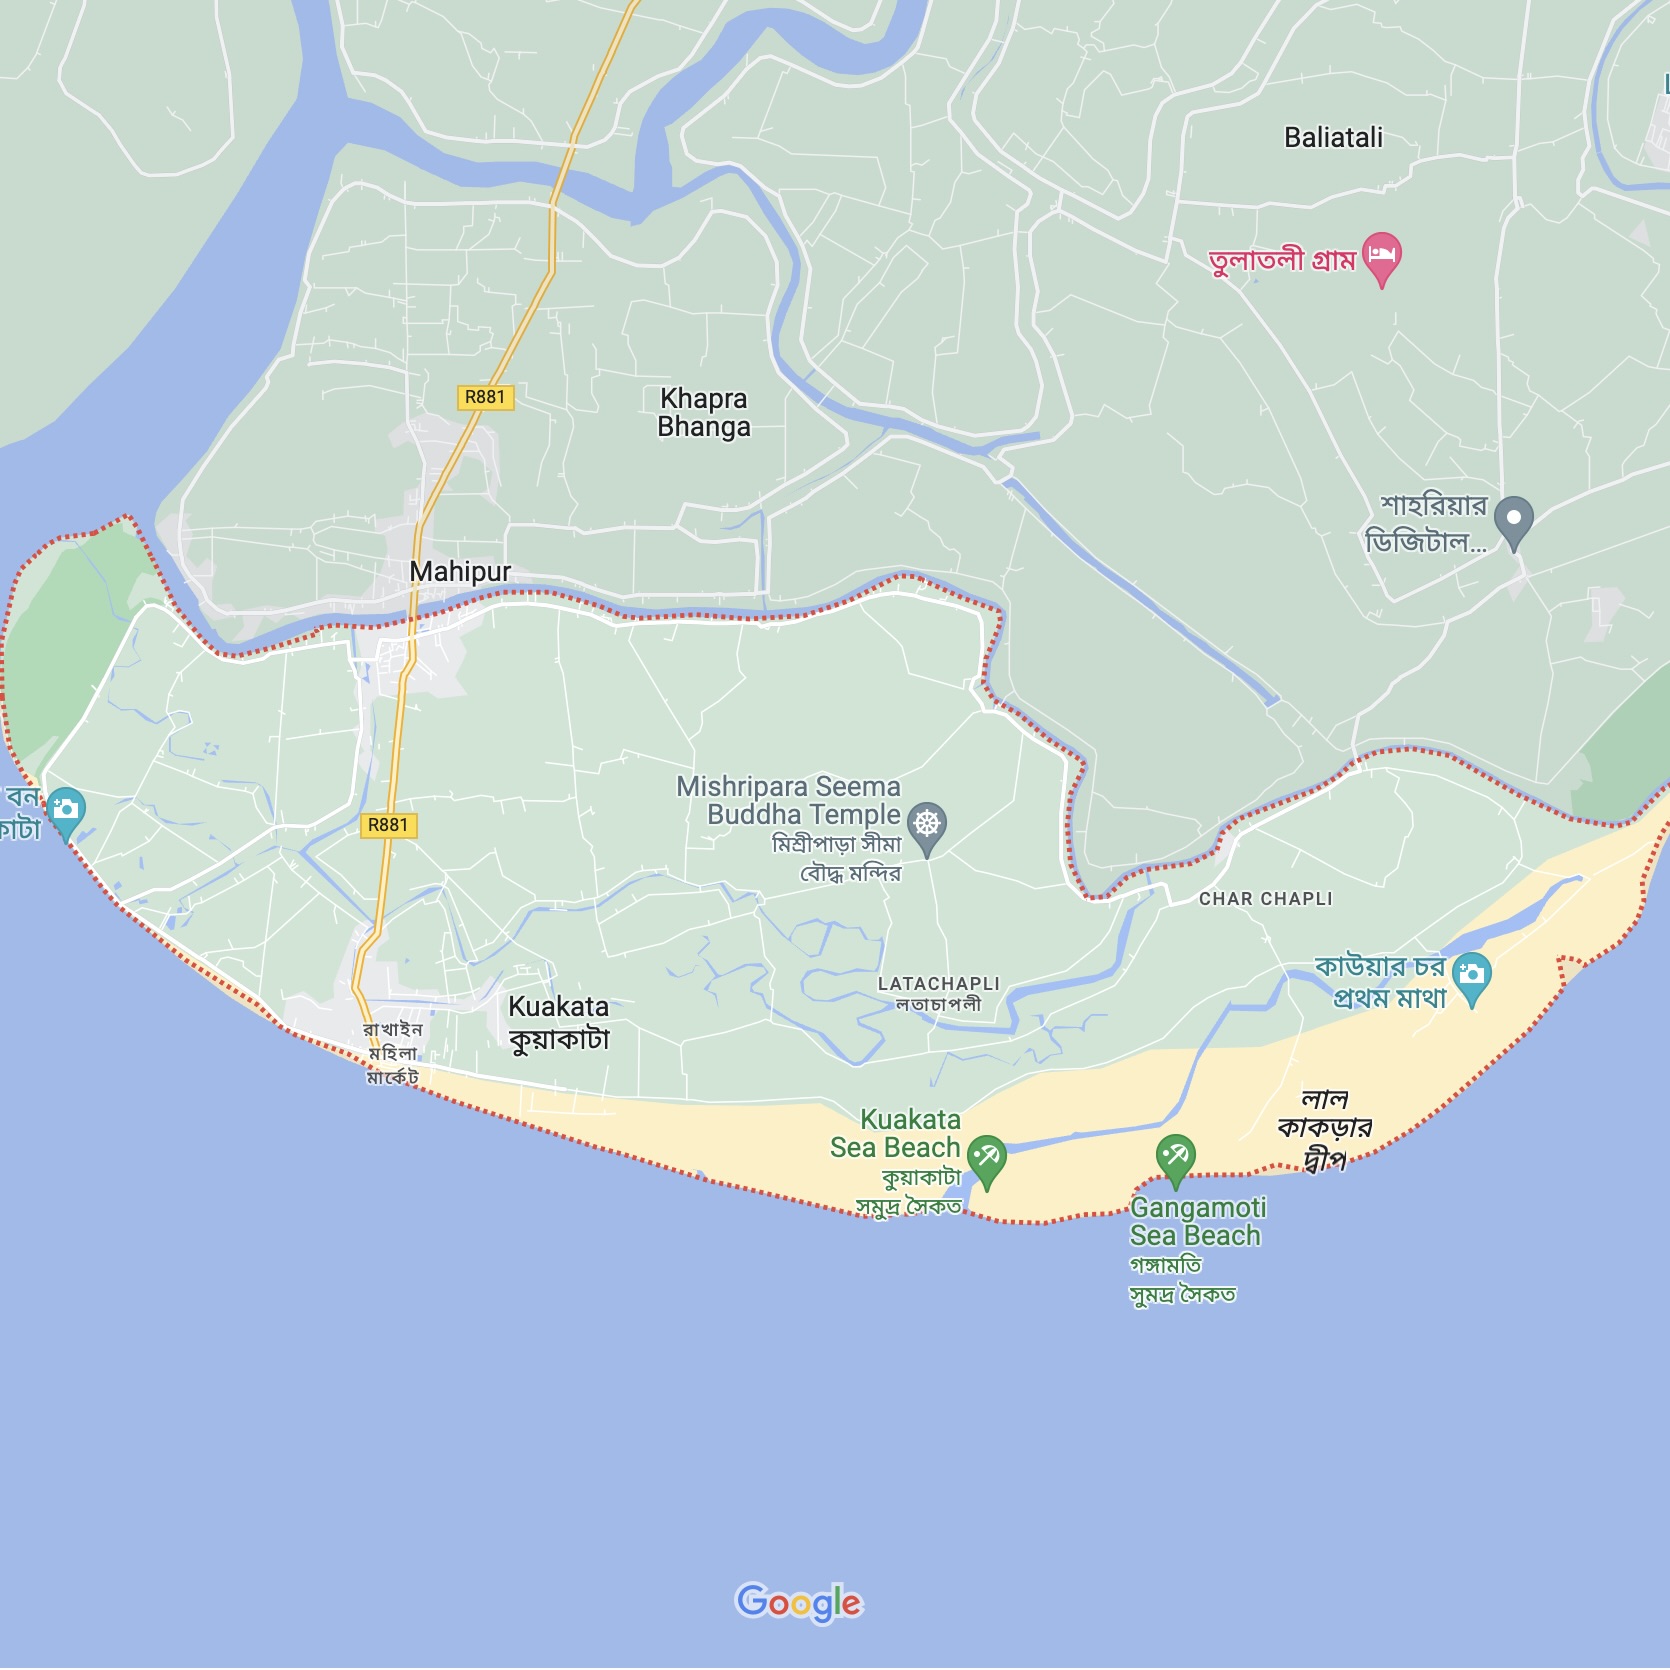 Baliatali
তুলাতলী গ্রাম
R881
Khapra
Bhanga
শাহরিয়ার
ডিজিটাল...
Mahipur
বন
Mishripara Seema
Buddha Temple
মিশ্রীপাড়া সীমা
বৌদ্ধ মন্দির
R881
CHAR CHAPLI
কাউয়ার চর
প্রথম মাথা
LATACHAPLI
লতাচাপলী
Kuakata
কুয়াকাটা
রাখাইন
মহিলা
মার্কেট
লাল
কাকড়ার
দ্বীপ
Kuakata
Sea Beach
কুয়াকাটা
সমুদ্র সৈকত
Gangamoti
Sea Beach
গঙ্গামতি
সুমদ্র সৈকত
Google